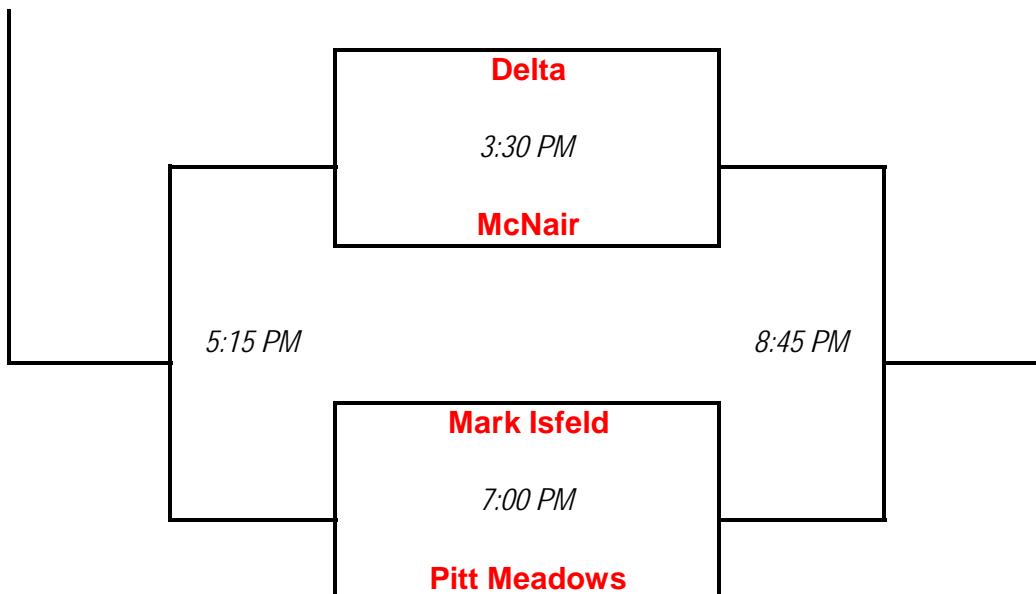 Delta
3:30 PM
McNair
5:15 PM
8:45 PM
Mark Isfeld
7:00 PM
Pitt Meadows